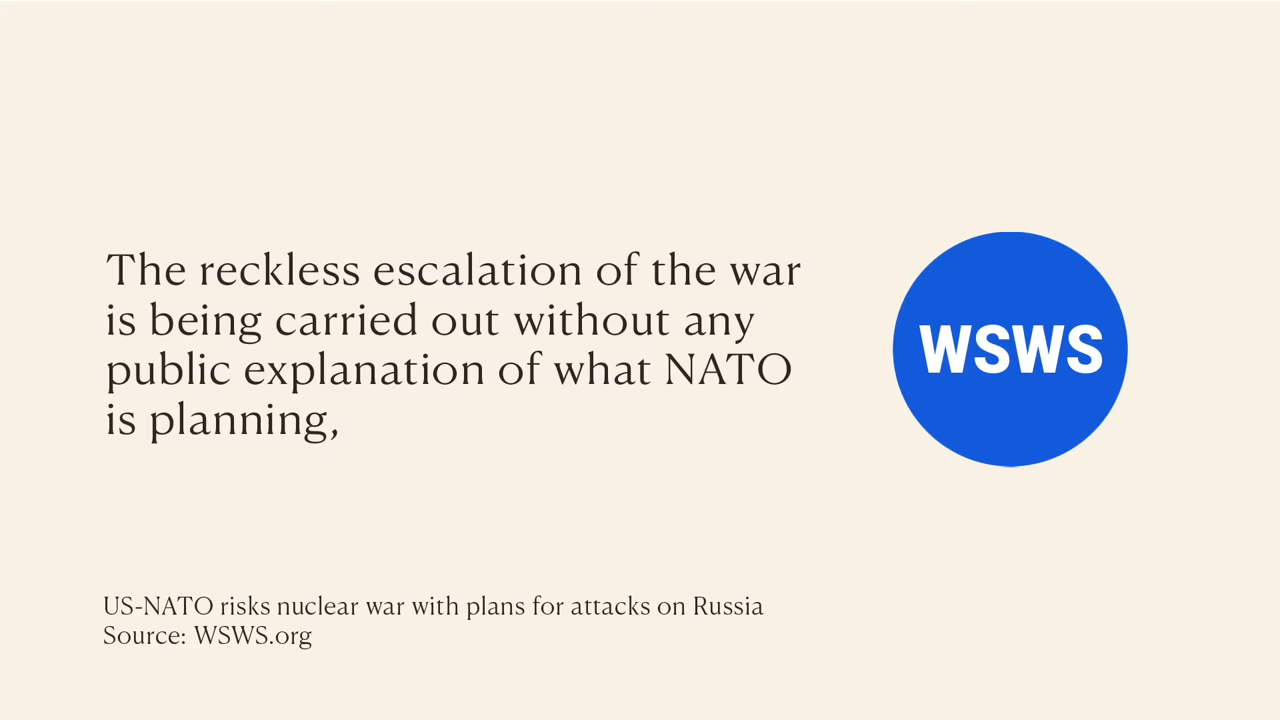 The reckless escalation of the war
is being carried out without any
public explanation of what NATO
is planning,
WSWS
US-NATO risks nuclear war with plans for attacks on Russia
Source: WSWS.org